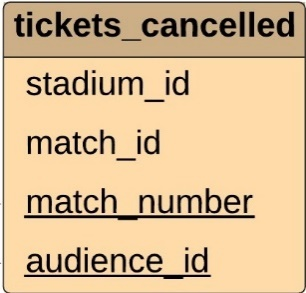 tickets_cancelled
stadium_id
match_id
match_number
audience_id